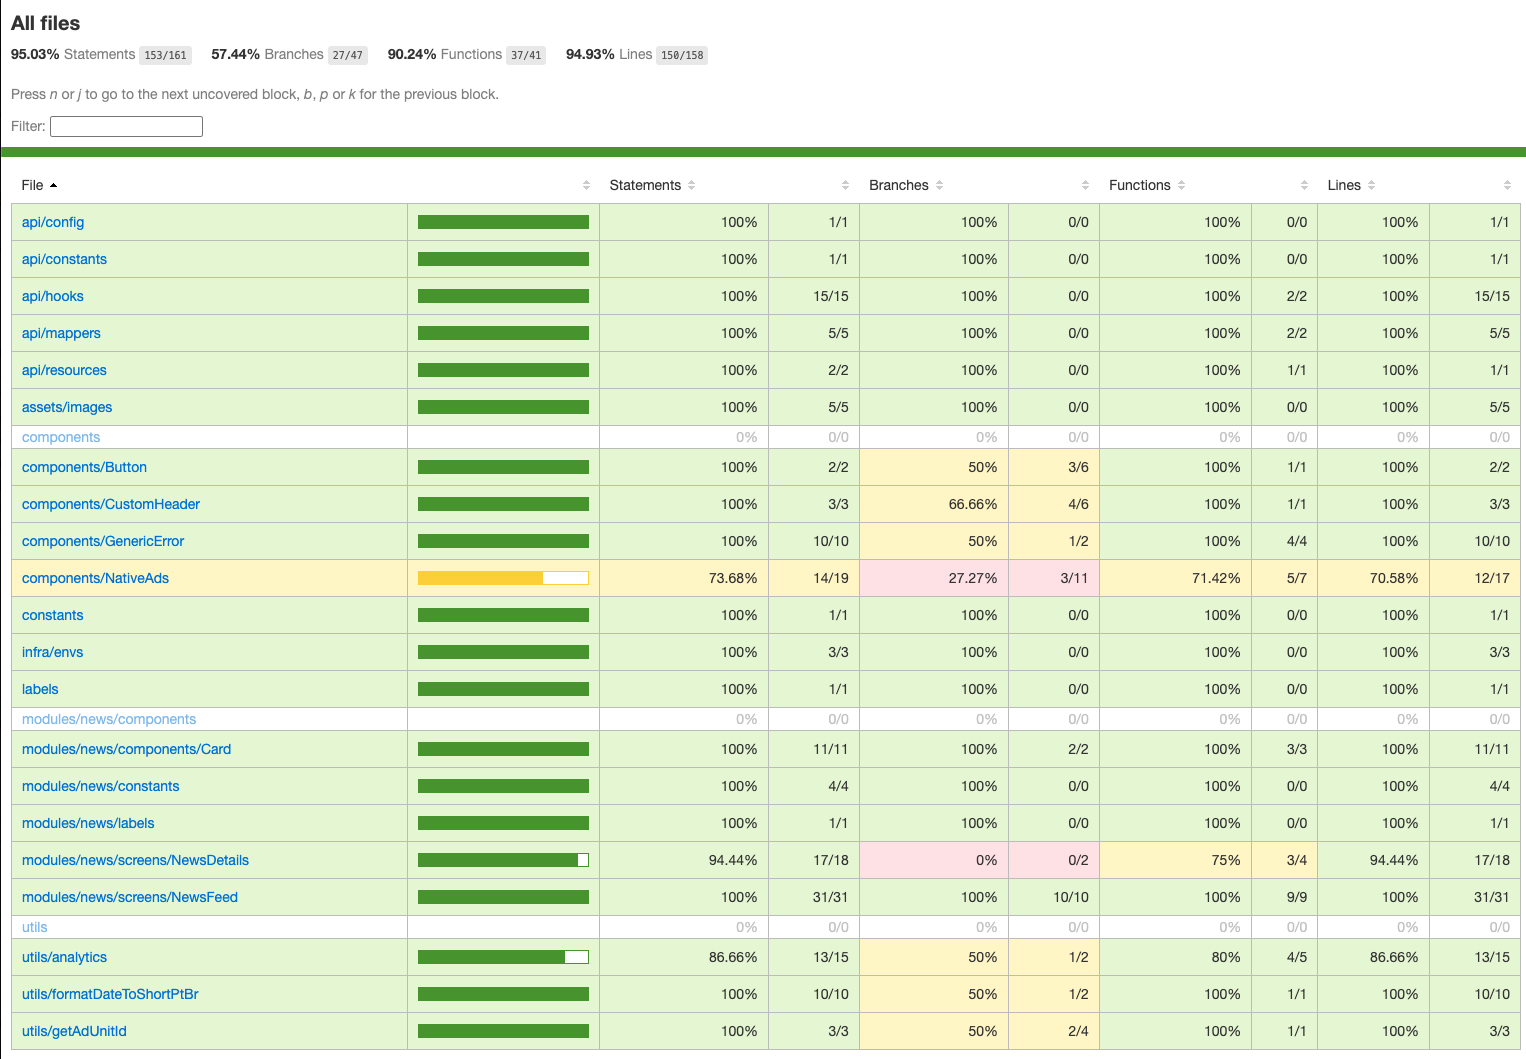 All files
95.03% Statements 153/161 57.44% Branches 27/47 90.24% Functions 37/41 94.93% Lines 150/158
Press n or j to go to the next uncovered block, b, p or k for the previous block.
Filter:
File Statements Branches Functions Lines
api/config 100% 1/1 100% 0/0 100% 0/0 100% 1/1
api/constants 100% 1/1 100% 0/0 100% 0/0 100% 1/1
api/hooks 100% 15/15 100% 0/0 100% 2/2 100% 15/15
api/mappers 100% 5/5 100% 0/0 100% 2/2 100% 5/5
api/resources 100% 2/2 100% 0/0 100% 1/1 100% 1/1
assets/images 100% 5/5 100% 0/0 100% 0/0 100% 5/5
components 0% 0/0 0% 0/0 0% 0/0 0% 0/0
components/Button 100% 2/2 50% 3/6 100% 1/1 100% 2/2
components/CustomHeader 100% 3/3 66.66% 4/6 100% 1/1 100% 3/3
components/GenericError 100% 10/10 50% 1/2 100% 4/4 100% 10/10
components/NativeAds 73.68% 14/19 27.27% 3/11 71.42% 5/7 70.58% 12/17
constants 100% 1/1 100% 0/0 100% 0/0 100% 1/1
infra/envs 100% 3/3 100% 0/0 100% 0/0 100% 3/3
labels 100% 1/1 100% 0/0 100% 0/0 100% 1/1
modules/news/components 0% 0/0 0% 0/0 0% 0/0 0% 0/0
modules/news/components/Card 100% 11/11 100% 2/2 100% 3/3 100% 11/11
modules/news/constants 100% 4/4 100% 0/0 100% 0/0 100% 4/4
modules/news/labels 100% 1/1 100% 0/0 100% 0/0 100% 1/1
modules/news/screens/NewsDetails 94.44% 17/18 0% 0/2 75% 3/4 94.44% 17/18
modules/news/screens/NewsFeed 100% 31/31 100% 10/10 100% 9/9 100% 31/31
utils 0% 0/0 0% 0/0 0% 0/0 0% 0/0
utils/analytics 86.66% 13/15 50% 1/2 80% 4/5 86.66% 13/15
utils/formatDateToShortPtBr 100% 10/10 50% 1/2 100% 1/1 100% 10/10
utils/getAdUnitId 100% 3/3 50% 2/4 100% 1/1 100% 3/3